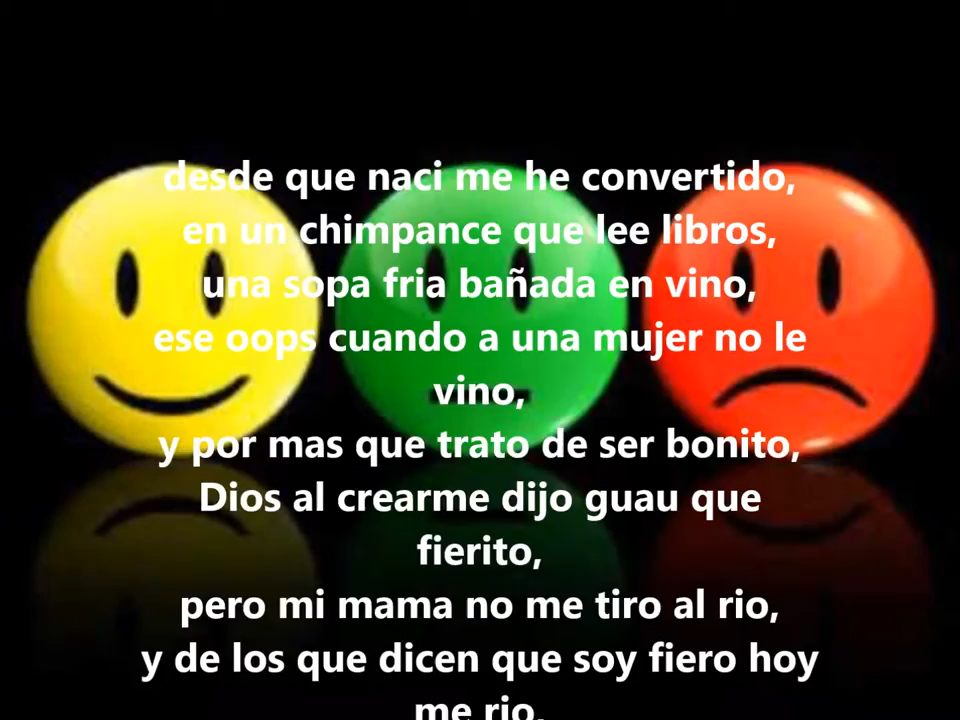 desde que naci me he convertido,
en un chimpance que lee libros,
una sopa fria bañada en vino,
ese oops cuando a una mujer no le
vino,
y por mas que trato de ser bonito,
Dios al crearme dijo guau que
fierito,
pero mi mama no me tiro al rio,
y de los que dicen que soy fiero hoy
me rio,